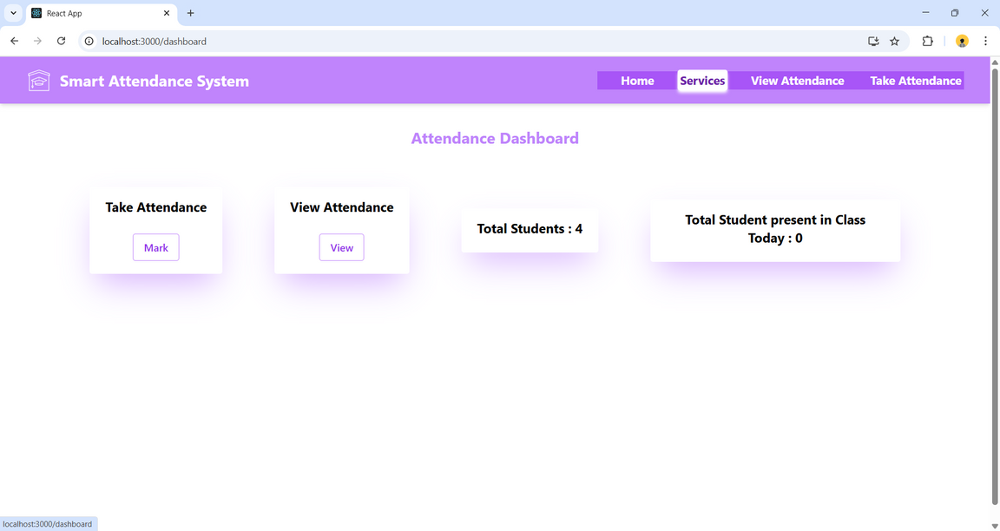 React App
localhost:3000/dashboard
Smart Attendance System
Home Services View Attendance Take Attendance
Attendance Dashboard
Take Attendance
Mark
View Attendance
View
Total Students : 4
Total Student present in Class
Today : 0
localhost:3000/dashboard